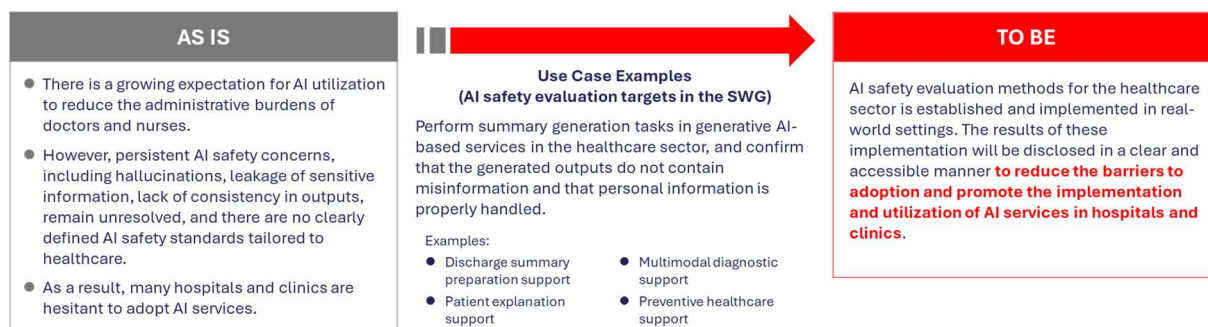 AS IS
There is a growing expectation for AI utilization
to reduce the administrative burdens of
doctors and nurses.
However, persistent AI safety concerns,
including hallucinations, leakage of sensitive
information, lack of consistency in outputs,
remain unresolved, and there are no clearly
defined AI safety standards tailored to
healthcare.
As a result, many hospitals and clinics are
hesitant to adopt AI services.
Use Case Examples
(AI safety evaluation targets in the SWG)
Perform summary generation tasks in generative AI-
based services in the healthcare sector, and confirm
that the generated outputs do not contain
misinformation and that personal information is
properly handled.
Examples:
Discharge summary
preparation support
Patient explanation
support
Multimodal diagnostic
support
Preventive healthcare
support
TO BE
AI safety evaluation methods for the healthcare
sector is established and implemented in real-
world settings. The results of these
implementation will be disclosed in a clear and
accessible manner to reduce the barriers to
adoption and promote the implementation
and utilization of AI services in hospitals and
clinics.